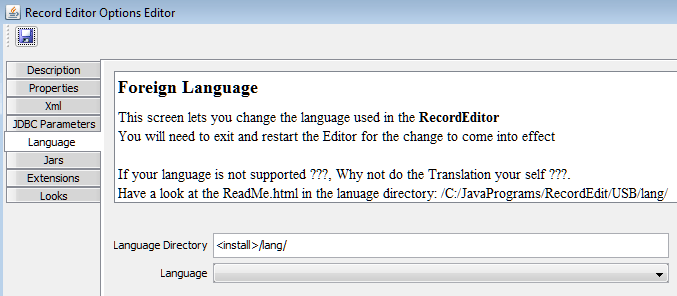 Record Editor Options Editor
Description
Properties
Xml
JDBC Parameters
Language
Jars
Extensions
Looks
Foreign Language
This screen lets you change the language used in the RecordEditor
You will need to exit and restart the Editor for the change to come into effect
If your language is not supported ???, Why not do the Translation your self ???.
Have a look at the ReadMe.html in the lanuage directory: /C:/JavaPrograms/RecordEdit/USB/lang/
Language Directory <install>/lang/
Language